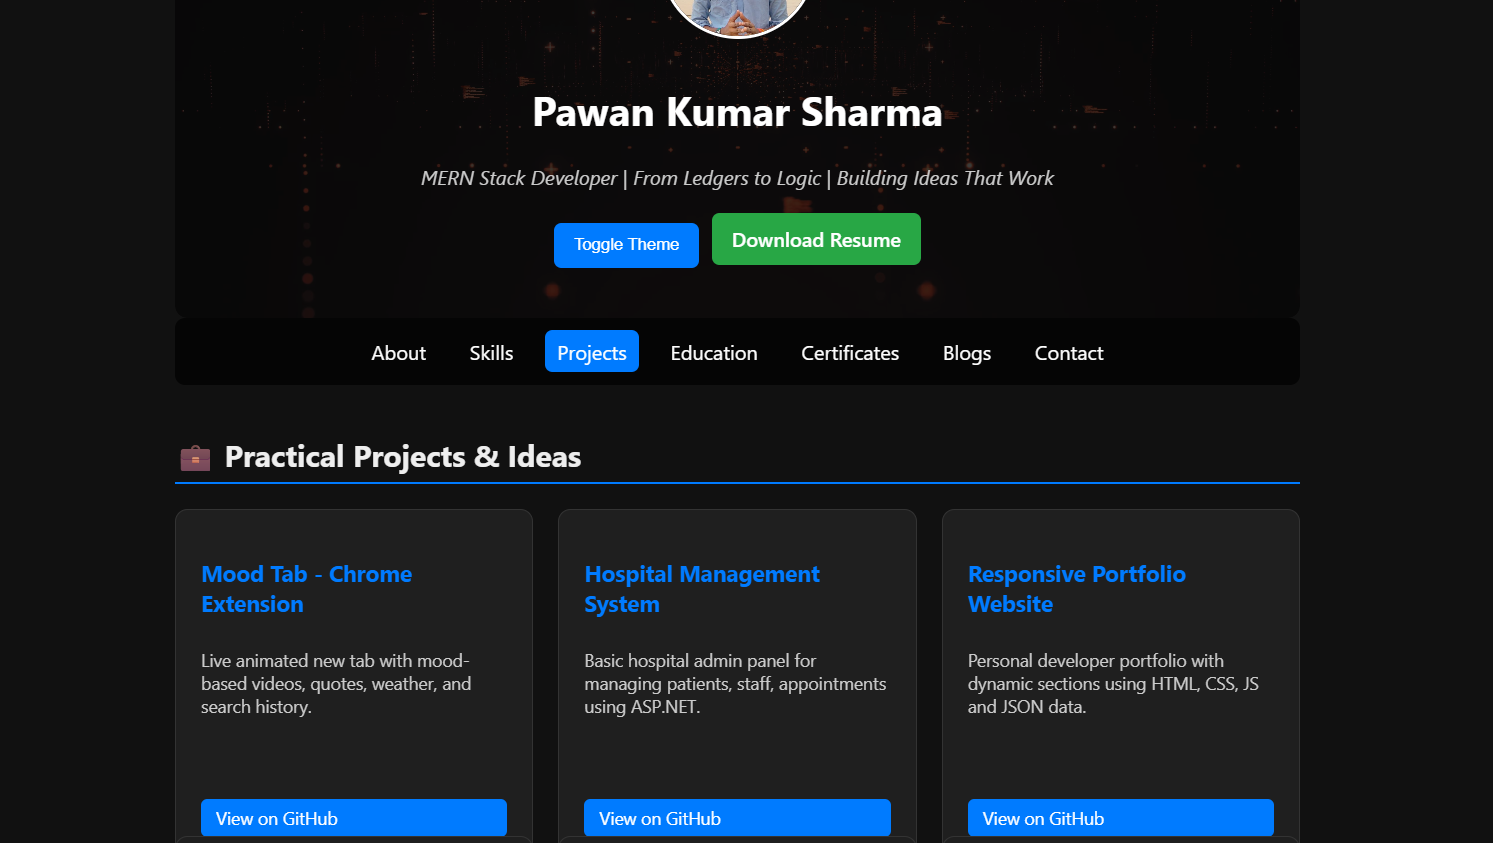 Pawan Kumar Sharma
MERN Stack Developer | From Ledgers to Logic | Building Ideas That Work
Toggle Theme
Download Resume
About
Skills
Projects
Education
Certificates
Blogs
Contact
Practical Projects & Ideas
Mood Tab - Chrome
Extension
Live animated new tab with mood-
based videos, quotes, weather, and
search history.
View on GitHub
Hospital Management
System
Basic hospital admin panel for
managing patients, staff, appointments
using ASP.NET.
View on GitHub
Responsive Portfolio
Website
Personal developer portfolio with
dynamic sections using HTML, CSS, JS
and JSON data.
View on GitHub